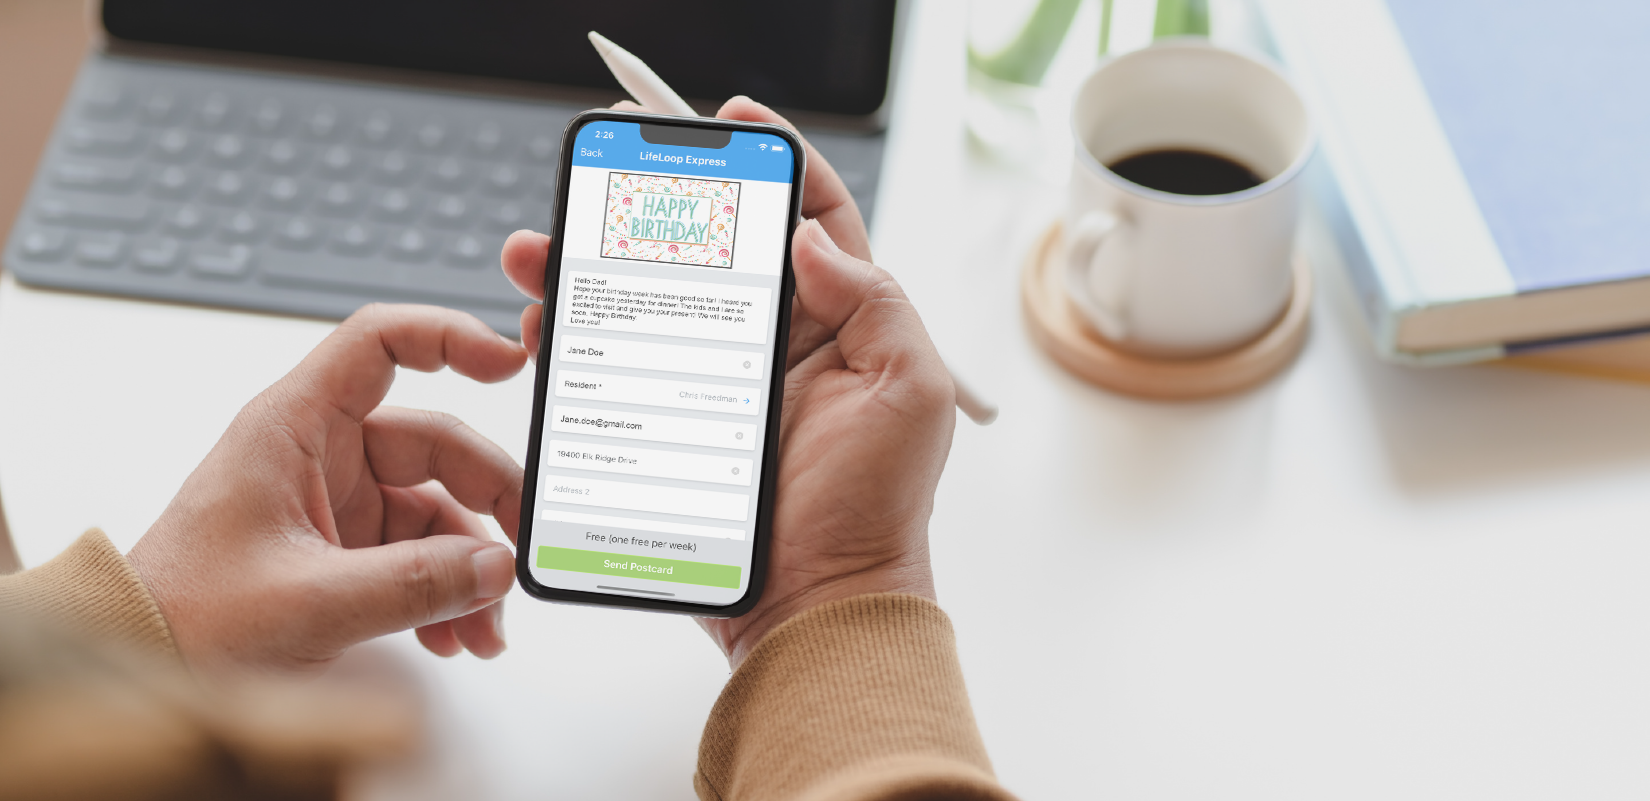 2:26
Back
LifeLoop Express
HAPPY
BIRTHDAY
Hello Dad!
Hope your birthday week has been good so far! I heard you
got a cupcake yesterday for dinner! The kids and I are so
excited to visit and give you your present! We will see you
soon. Happy Birthday.
Love you!
Jane Doe
Resident *
Chris Freedman
Jane.doe@gmail.com
19400 Elk Ridge Drive
Address 2
Free (one free per week)
Send Postcard